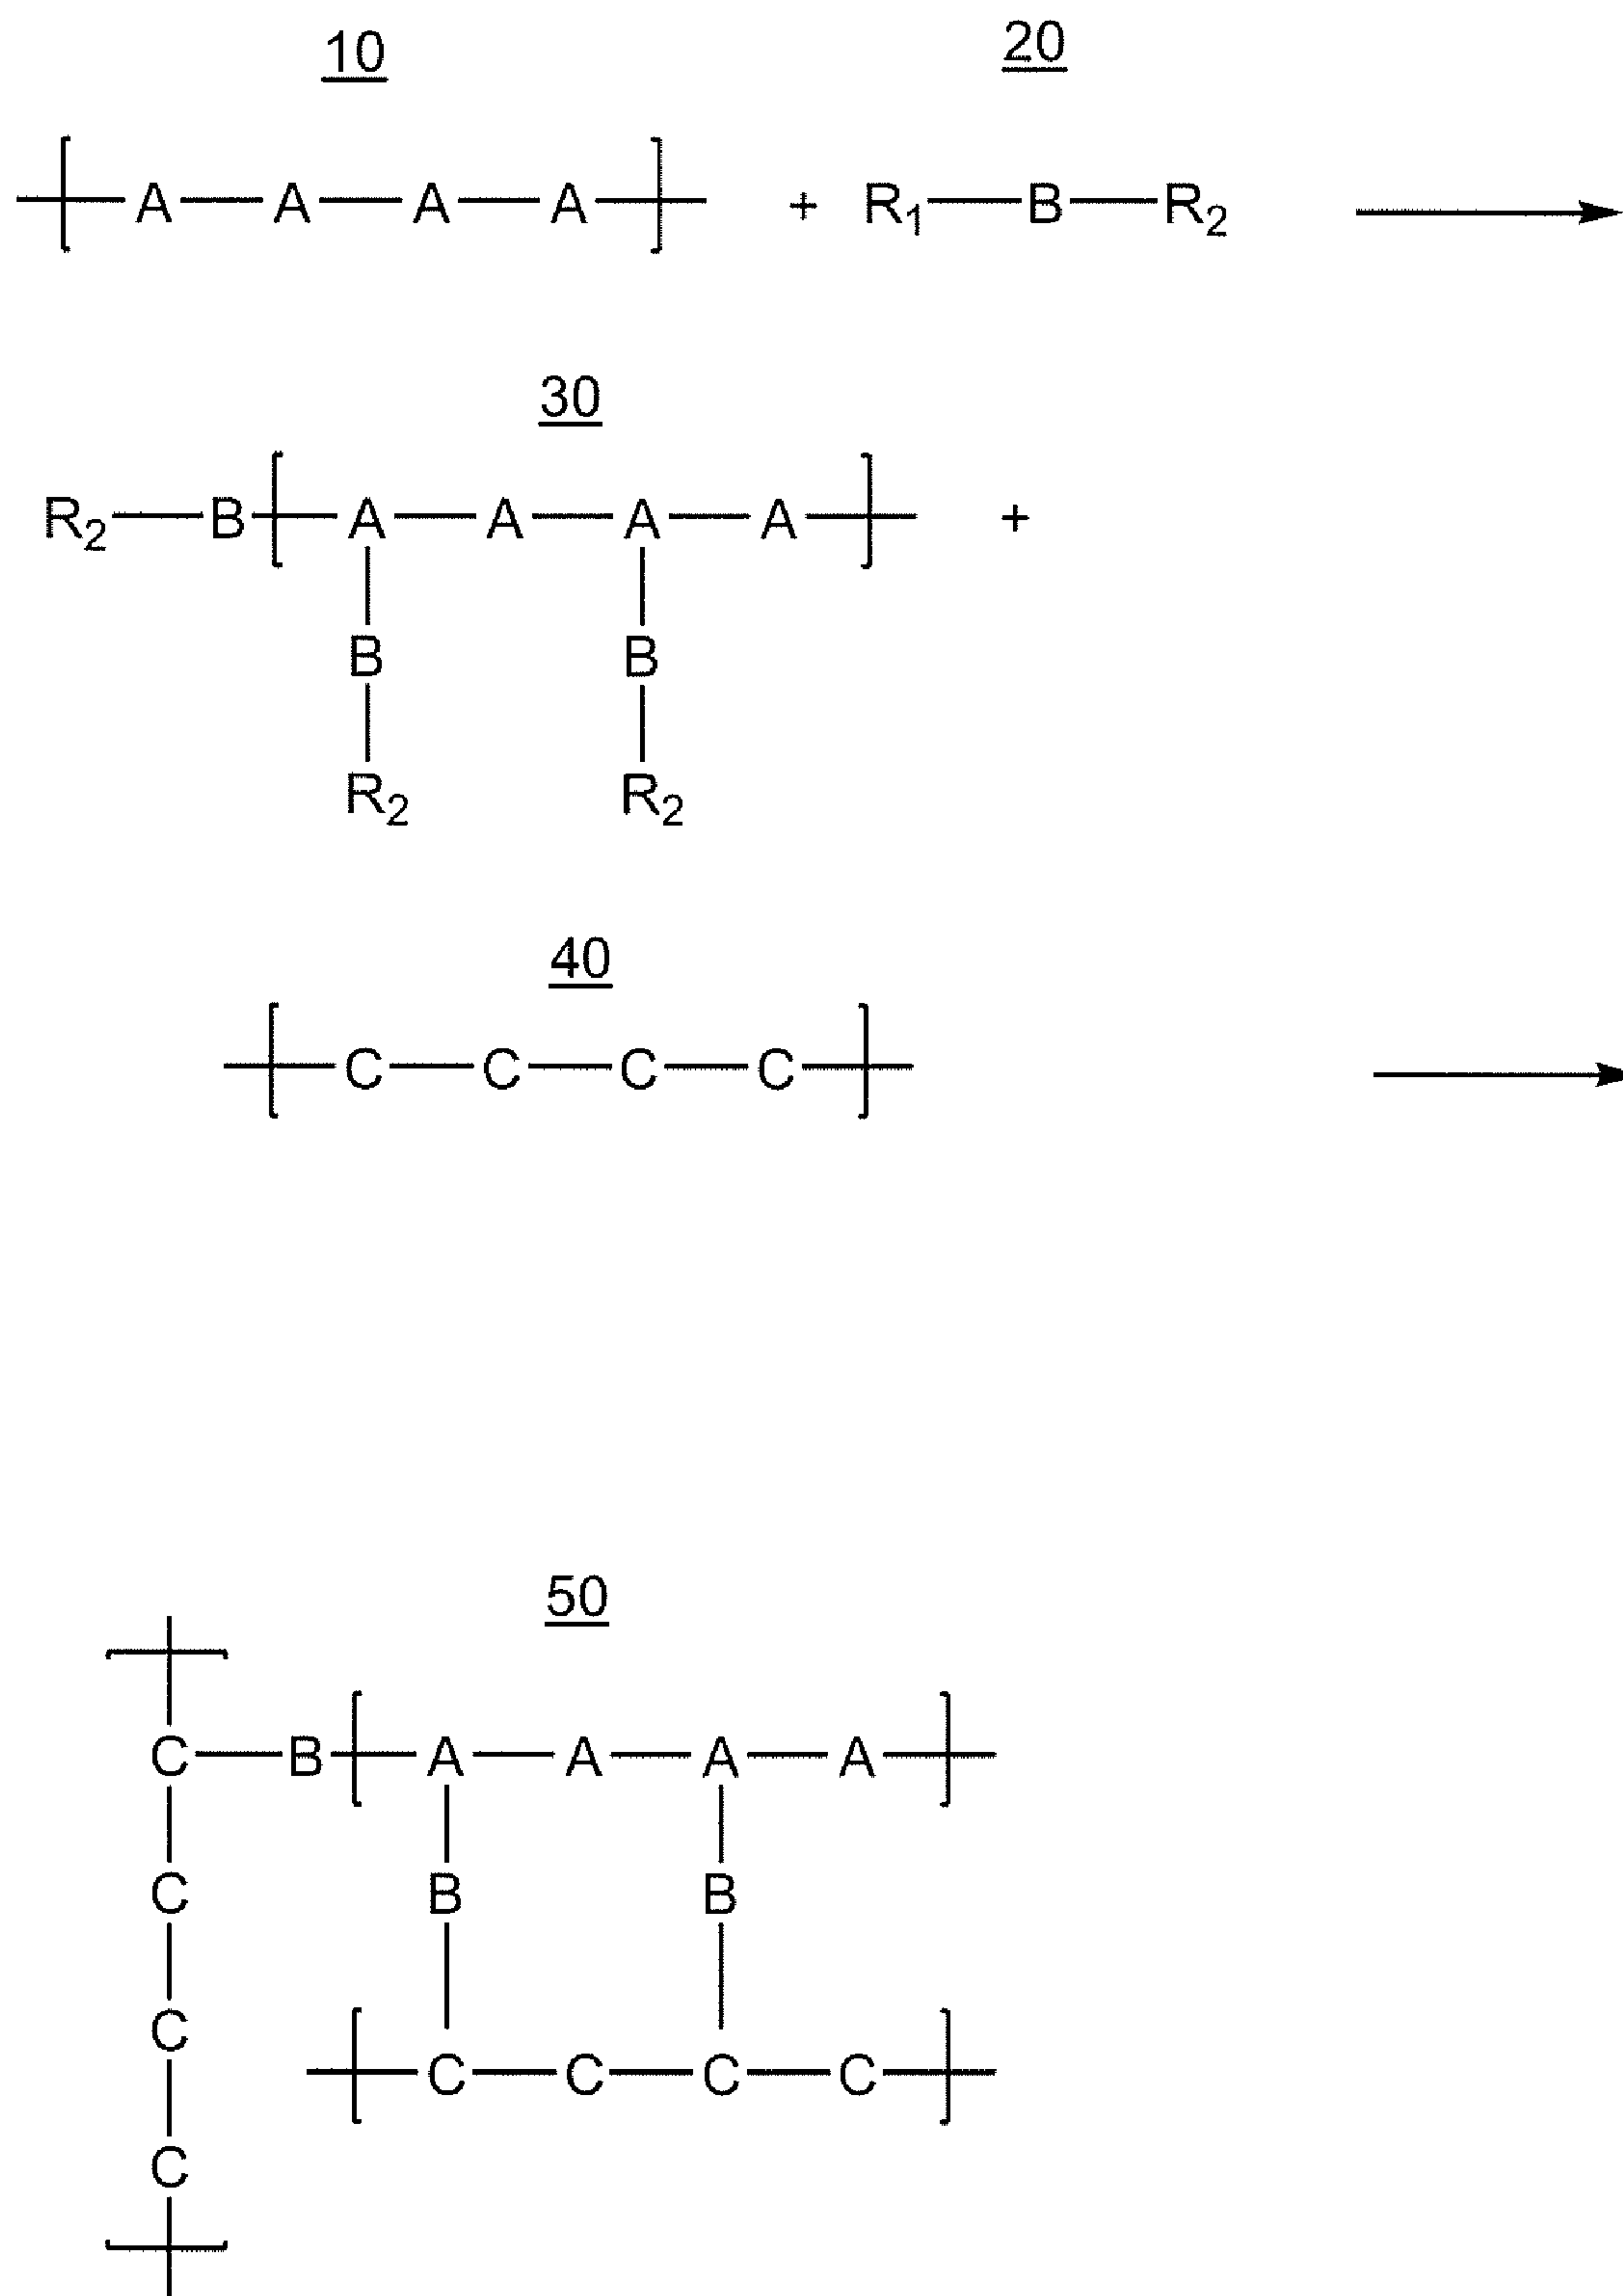 10 20
A A A A + R1 B R2
30
R2 B A A A A +
B B
R2 R2
40
C C C C
50
C B A A A A
C B B
C
C C C C
C